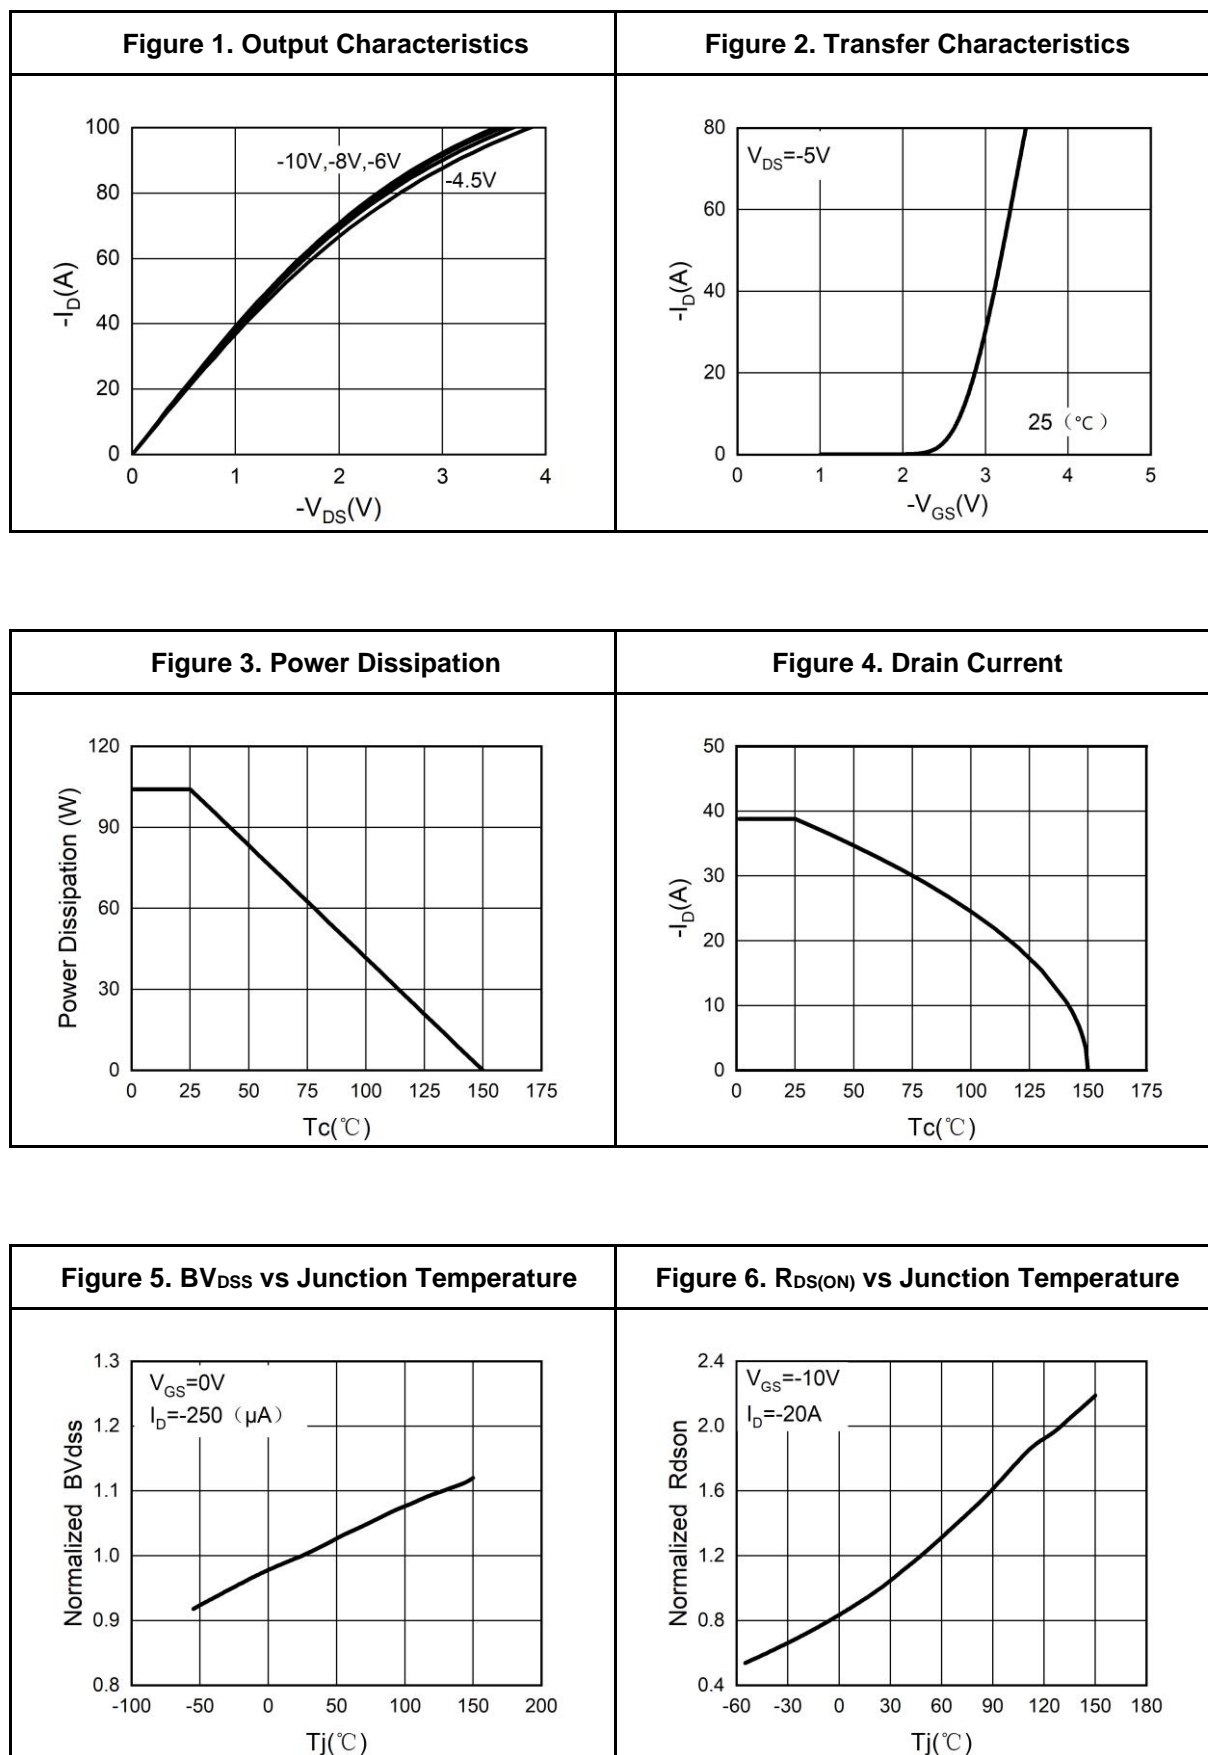 Figure 1. Output Characteristics
Figure 2. Transfer Characteristics
100
80
60
40
20
0
-10V,-8V,-6V
-4.5V
0 1 2 3 4
-ID(A)
-VDS(V)
80
60
40
20
0
VDS=-5V
25（℃）
0 1 2 3 4 5
-ID(A)
-VGS(V)
Figure 3. Power Dissipation
Figure 4. Drain Current
120
90
60
30
0
0 25 50 75 100 125 150 175
Power Dissipation (W)
Tc(℃)
50
40
30
20
10
0
0 25 50 75 100 125 150 175
-ID(A)
Tc(℃)
Figure 5. BVDSS vs Junction Temperature
Figure 6. RDS(ON) vs Junction Temperature
1.3
1.2
1.1
1.0
0.9
0.8
VGS=0V
ID=-250（μA）
-100 -50 0 50 100 150 200
Normalized BVdss
Tj(℃)
2.4
2.0
1.6
1.2
0.8
0.4
VGS=-10V
ID=-20A
-60 -30 0 30 60 90 120 150 180
Normalized Rdson
Tj(℃)